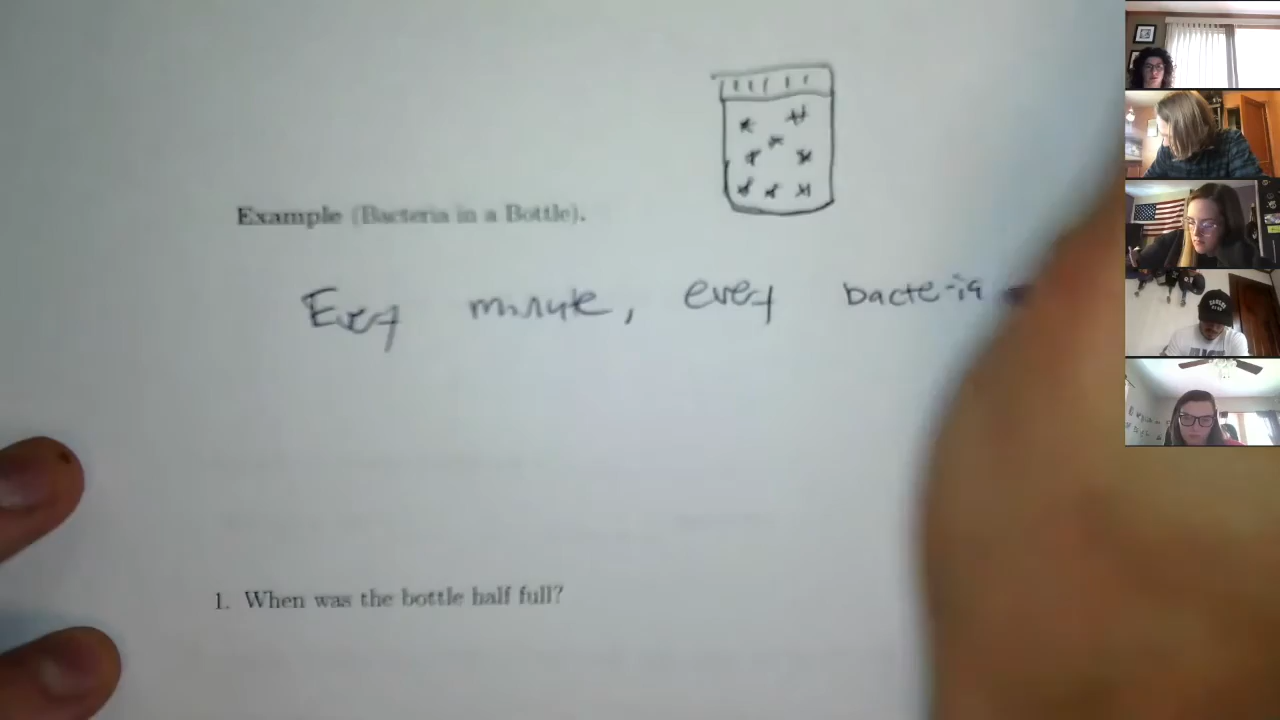 Example (Bacteria in a Bottle).
Every minute, every bacteria
1. When was the bottle half full?